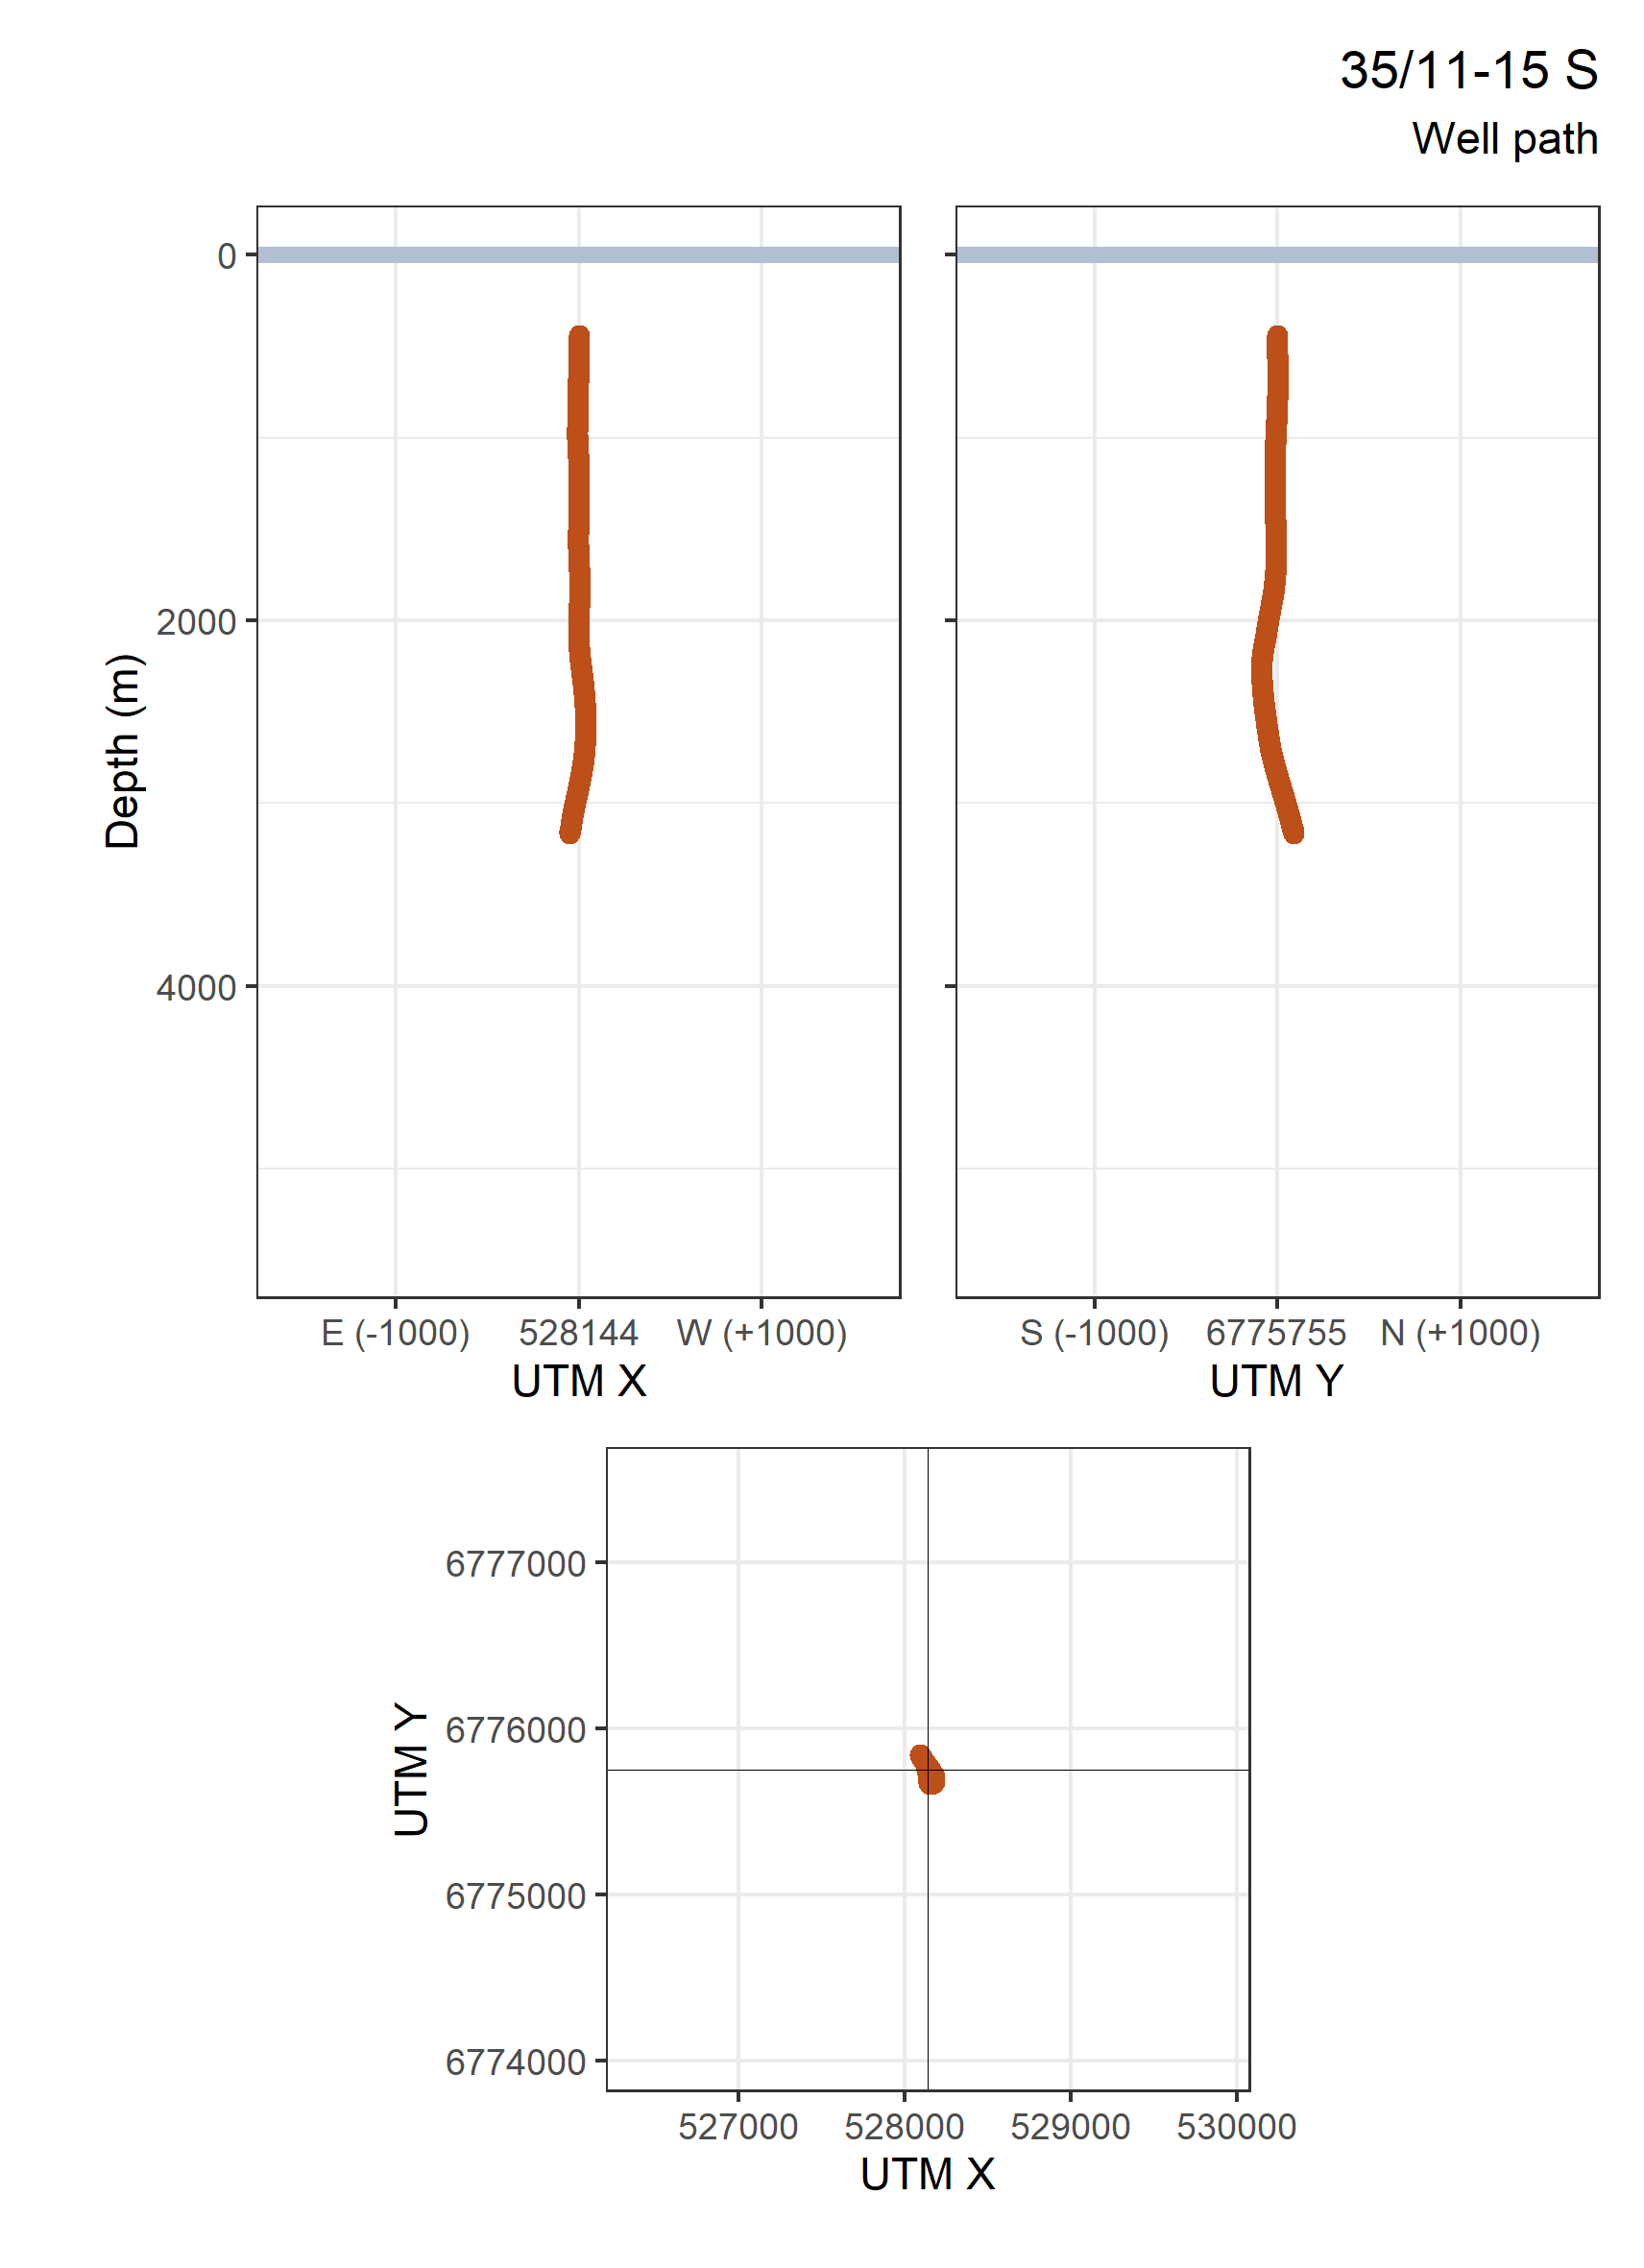 35/11-15 S
Well path
0
2000
4000
Depth (m)
E (-1000) 528144 W (+1000)
UTM X
S (-1000) 6775755 N (+1000)
UTM Y
6777000
6776000
6775000
6774000
UTM Y
527000 528000 529000 530000
UTM X